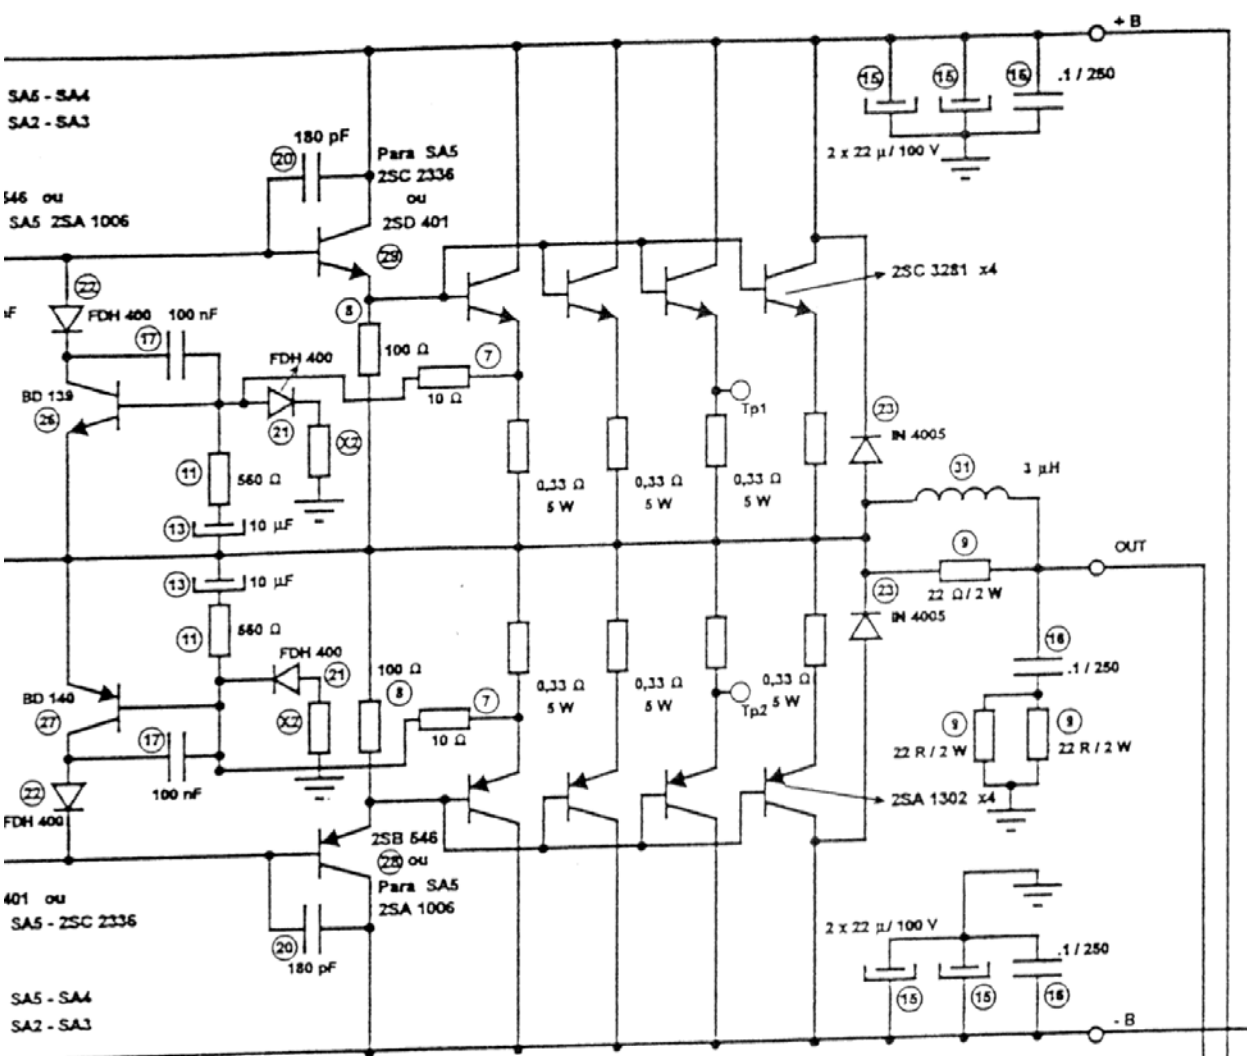 + B
15
15
16
.1 / 250
SA5 - SA4
SA2 - SA3
180 pF
20
Para SA5
2SC 2336
ou
2SD 401
2 x 22 µ / 100 V
546 ou
SA5 2SA 1006
29
2SC 3281 x4
22
FDH 400
100 nF
17
8
100 Ω
FDH 400
7
10 Ω
BD 139
26
21
X2
Tp1
23
IN 4005
11
560 Ω
0,33 Ω
5 W
0,33 Ω
5 W
0,33 Ω
5 W
31
3 µH
13
10 µF
OUT
9
22 Ω / 2 W
13
10 µF
23
IN 4005
11
560 Ω
FDH 400
21
100 Ω
8
16
.1 / 250
BD 140
27
X2
7
10 Ω
0,33 Ω
5 W
0,33 Ω
5 W
Tp2
0,33 Ω
5 W
9
22 R / 2 W
9
22 R / 2 W
17
100 nF
22
FDH 400
2SA 1302 x4
2SB 546
28 ou
Para SA5
2SA 1006
401 ou
SA5 - 2SC 2336
20
180 pF
2 x 22 µ / 100 V
.1 / 250
15
15
16
SA5 - SA4
SA2 - SA3
- B